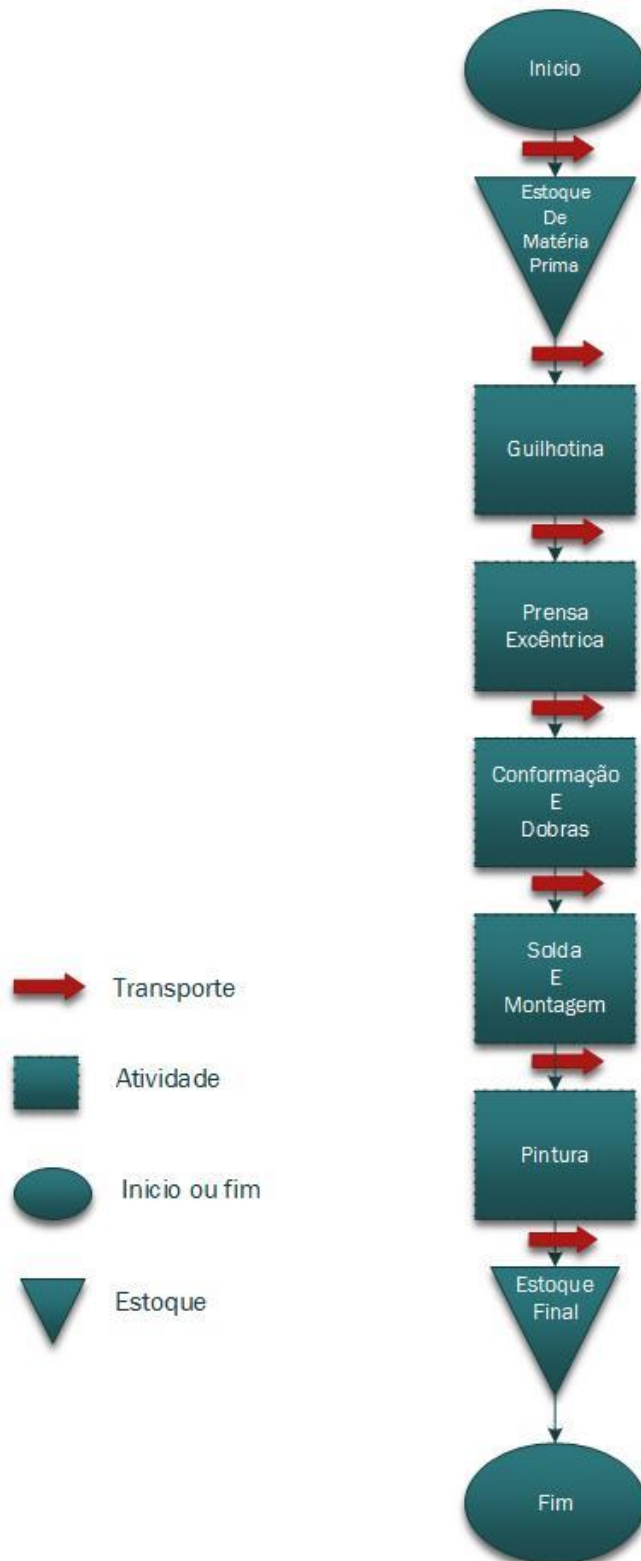 Inicio
Estoque
De
Matéria
Prima
Guilhotina
Prensa
Excêntrica
Conformação
E
Dobras
Solda
E
Montagem
Pintura
Estoque
Final
Fim
Transporte
Atividade
Inicio ou fim
Estoque